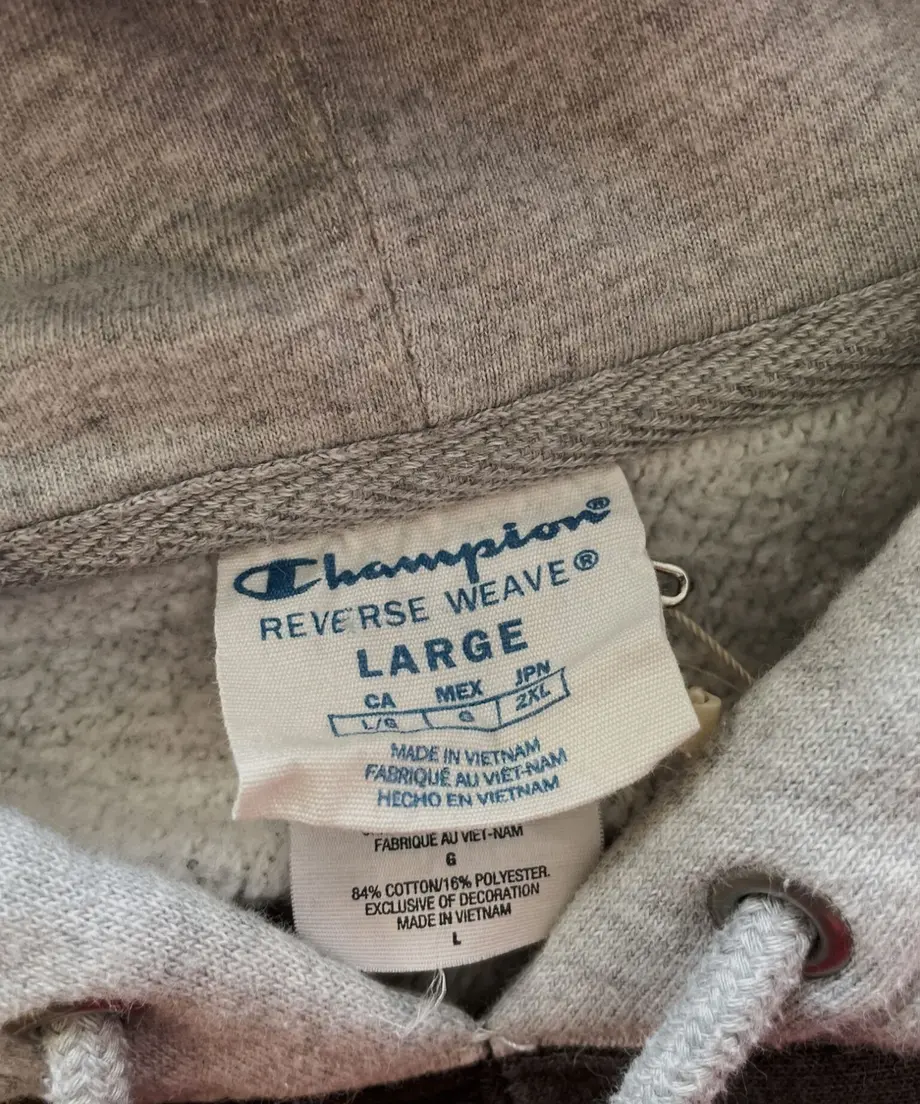 Champion®
REVERSE WEAVE®
LARGE
CA MEX JPN
L/G G 2XL
MADE IN VIETNAM
FABRIQUÉ AU VIÊT-NAM
HECHO EN VIETNAM
FABRIQUE AU VIET-NAM
G
84% COTTON/16% POLYESTER.
EXCLUSIVE OF DECORATION
MADE IN VIETNAM
L